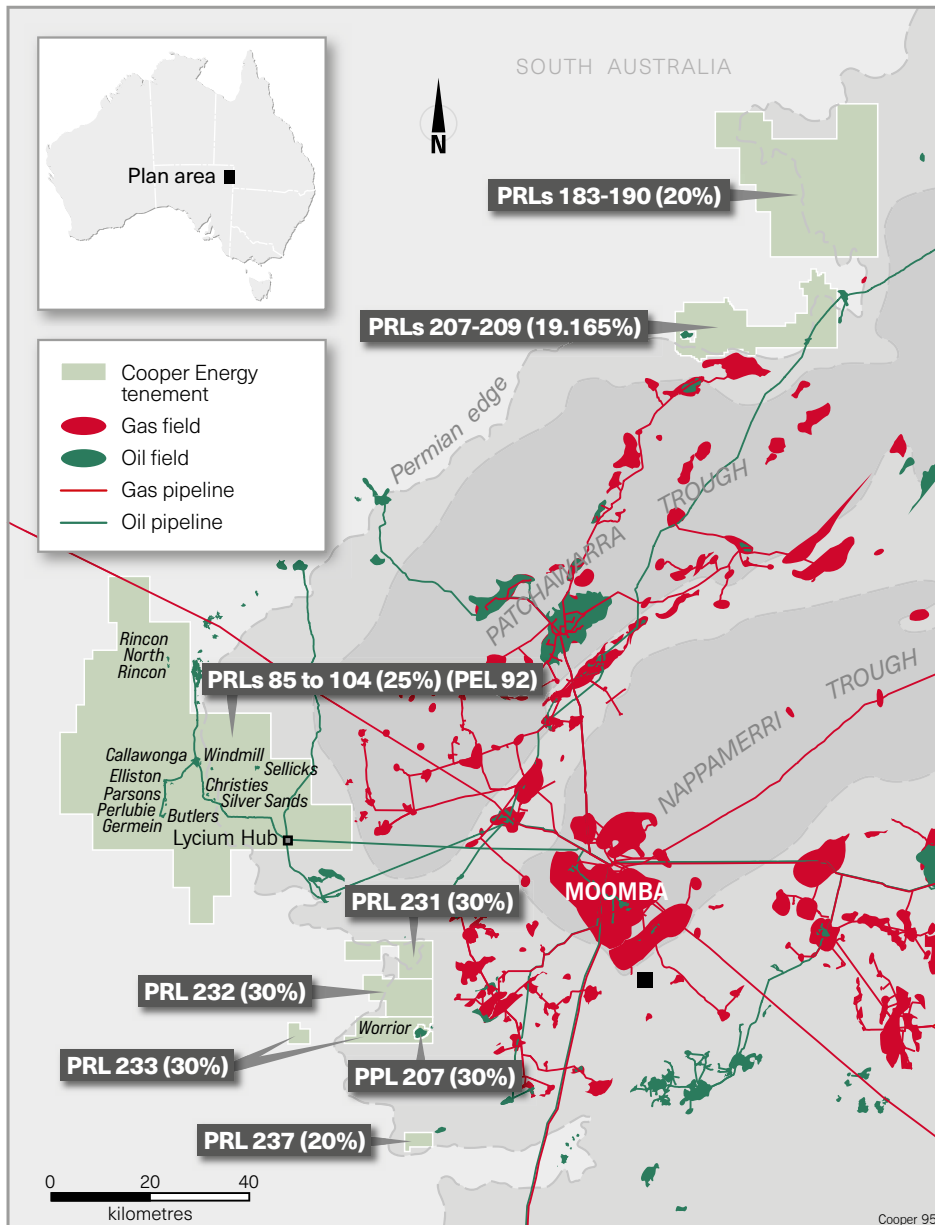 SOUTH AUSTRALIA
Plan area
N
PRLs 183-190 (20%)
PRLs 207-209 (19.165%)
Cooper Energy
tenement
Gas field
Oil field
Gas pipeline
Oil pipeline
Permian edge
PATCHAWARRA
TROUGH
NAPPAMERRI
TROUGH
Rincon
North
Rincon
PRLs 85 to 104 (25%) (PEL 92)
Callawonga
Windmill
Sellicks
Elliston
Christies
Parsons
Silver Sands
Perlubie
Butlers
Germein
Lycium Hub
MOOMBA
PRL 231 (30%)
PRL 232 (30%)
Worrior
PRL 233 (30%)
PPL 207 (30%)
PRL 237 (20%)
0
20
40
kilometres
Cooper 95